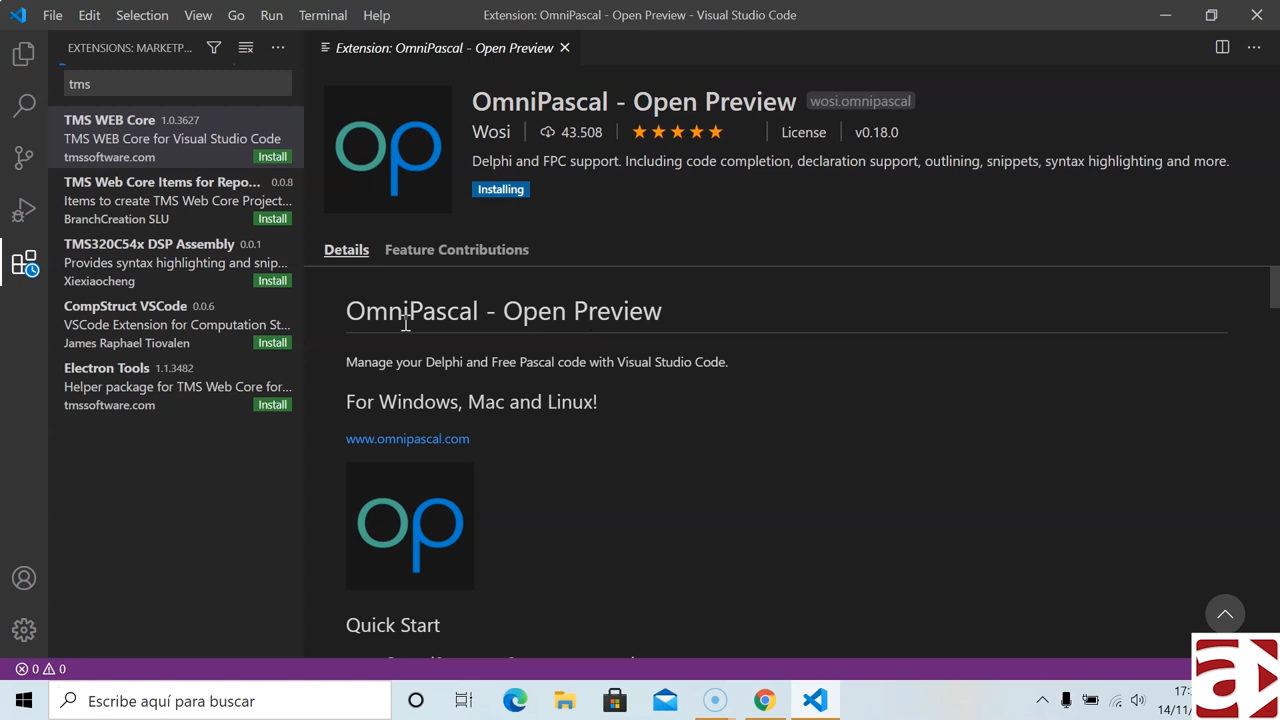 File Edit Selection View Go Run Terminal Help
Extension: OmniPascal - Open Preview - Visual Studio Code
EXTENSIONS: MARKETP...
tms
TMS WEB Core 1.0.3627
TMS WEB Core for Visual Studio Code
tmssoftware.com Install
TMS Web Core Items for Repo... 0.0.8
Items to create TMS Web Core Project...
BranchCreation SLU Install
TMS320C54x DSP Assembly 0.0.1
Provides syntax highlighting and snip...
Xiexiaocheng Install
CompStruct VSCode 0.0.6
VSCode Extension for Computation St...
James Raphael Tiovalen Install
Electron Tools 1.1.3482
Helper package for TMS Web Core for...
tmssoftware.com Install
Extension: OmniPascal - Open Preview
op
OmniPascal - Open Preview wosi.omnipascal
Wosi 43.508 License v0.18.0
Delphi and FPC support. Including code completion, declaration support, outlining, snippets, syntax highlighting and more.
Installing
Details Feature Contributions
OmniPascal - Open Preview
Manage your Delphi and Free Pascal code with Visual Studio Code.
For Windows, Mac and Linux!
www.omnipascal.com
op
Quick Start
0 0
Escribe aquí para buscar
17:
14/11/
a